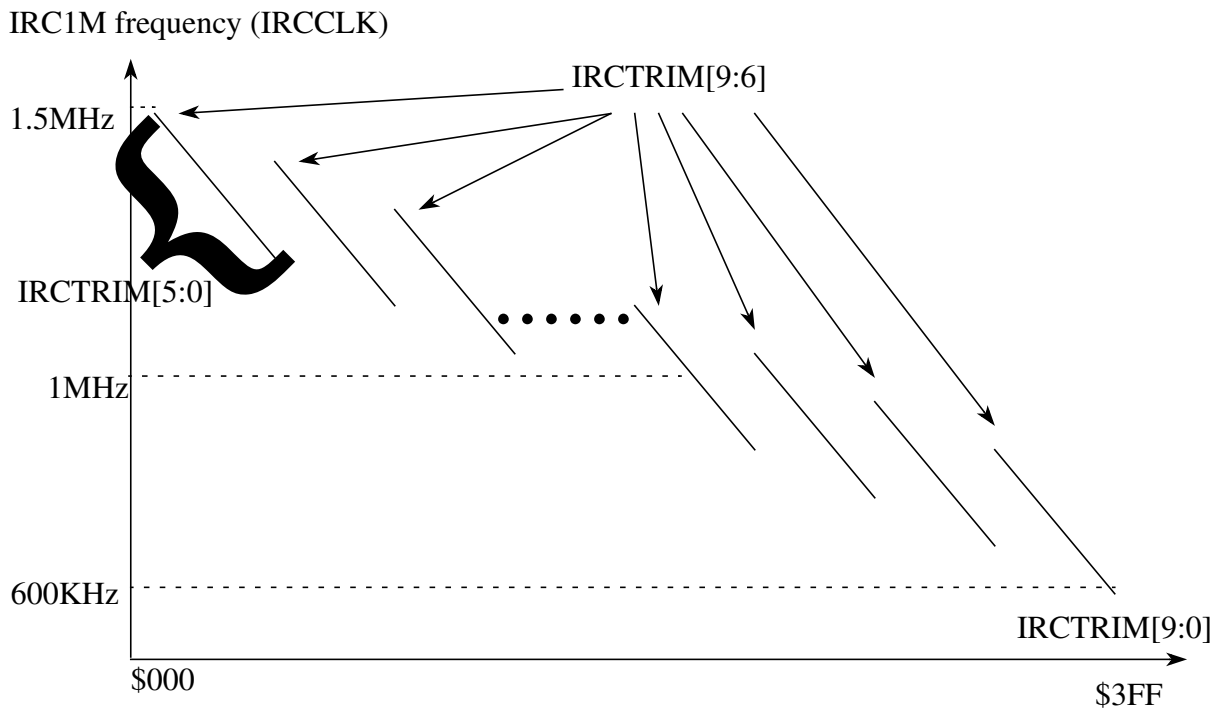 IRC1M frequency (IRCCLK)
IRCTRIM[9:6]
1.5MHz
IRCTRIM[5:0]
1MHz
600KHz
IRCTRIM[9:0]
$000
$3FF